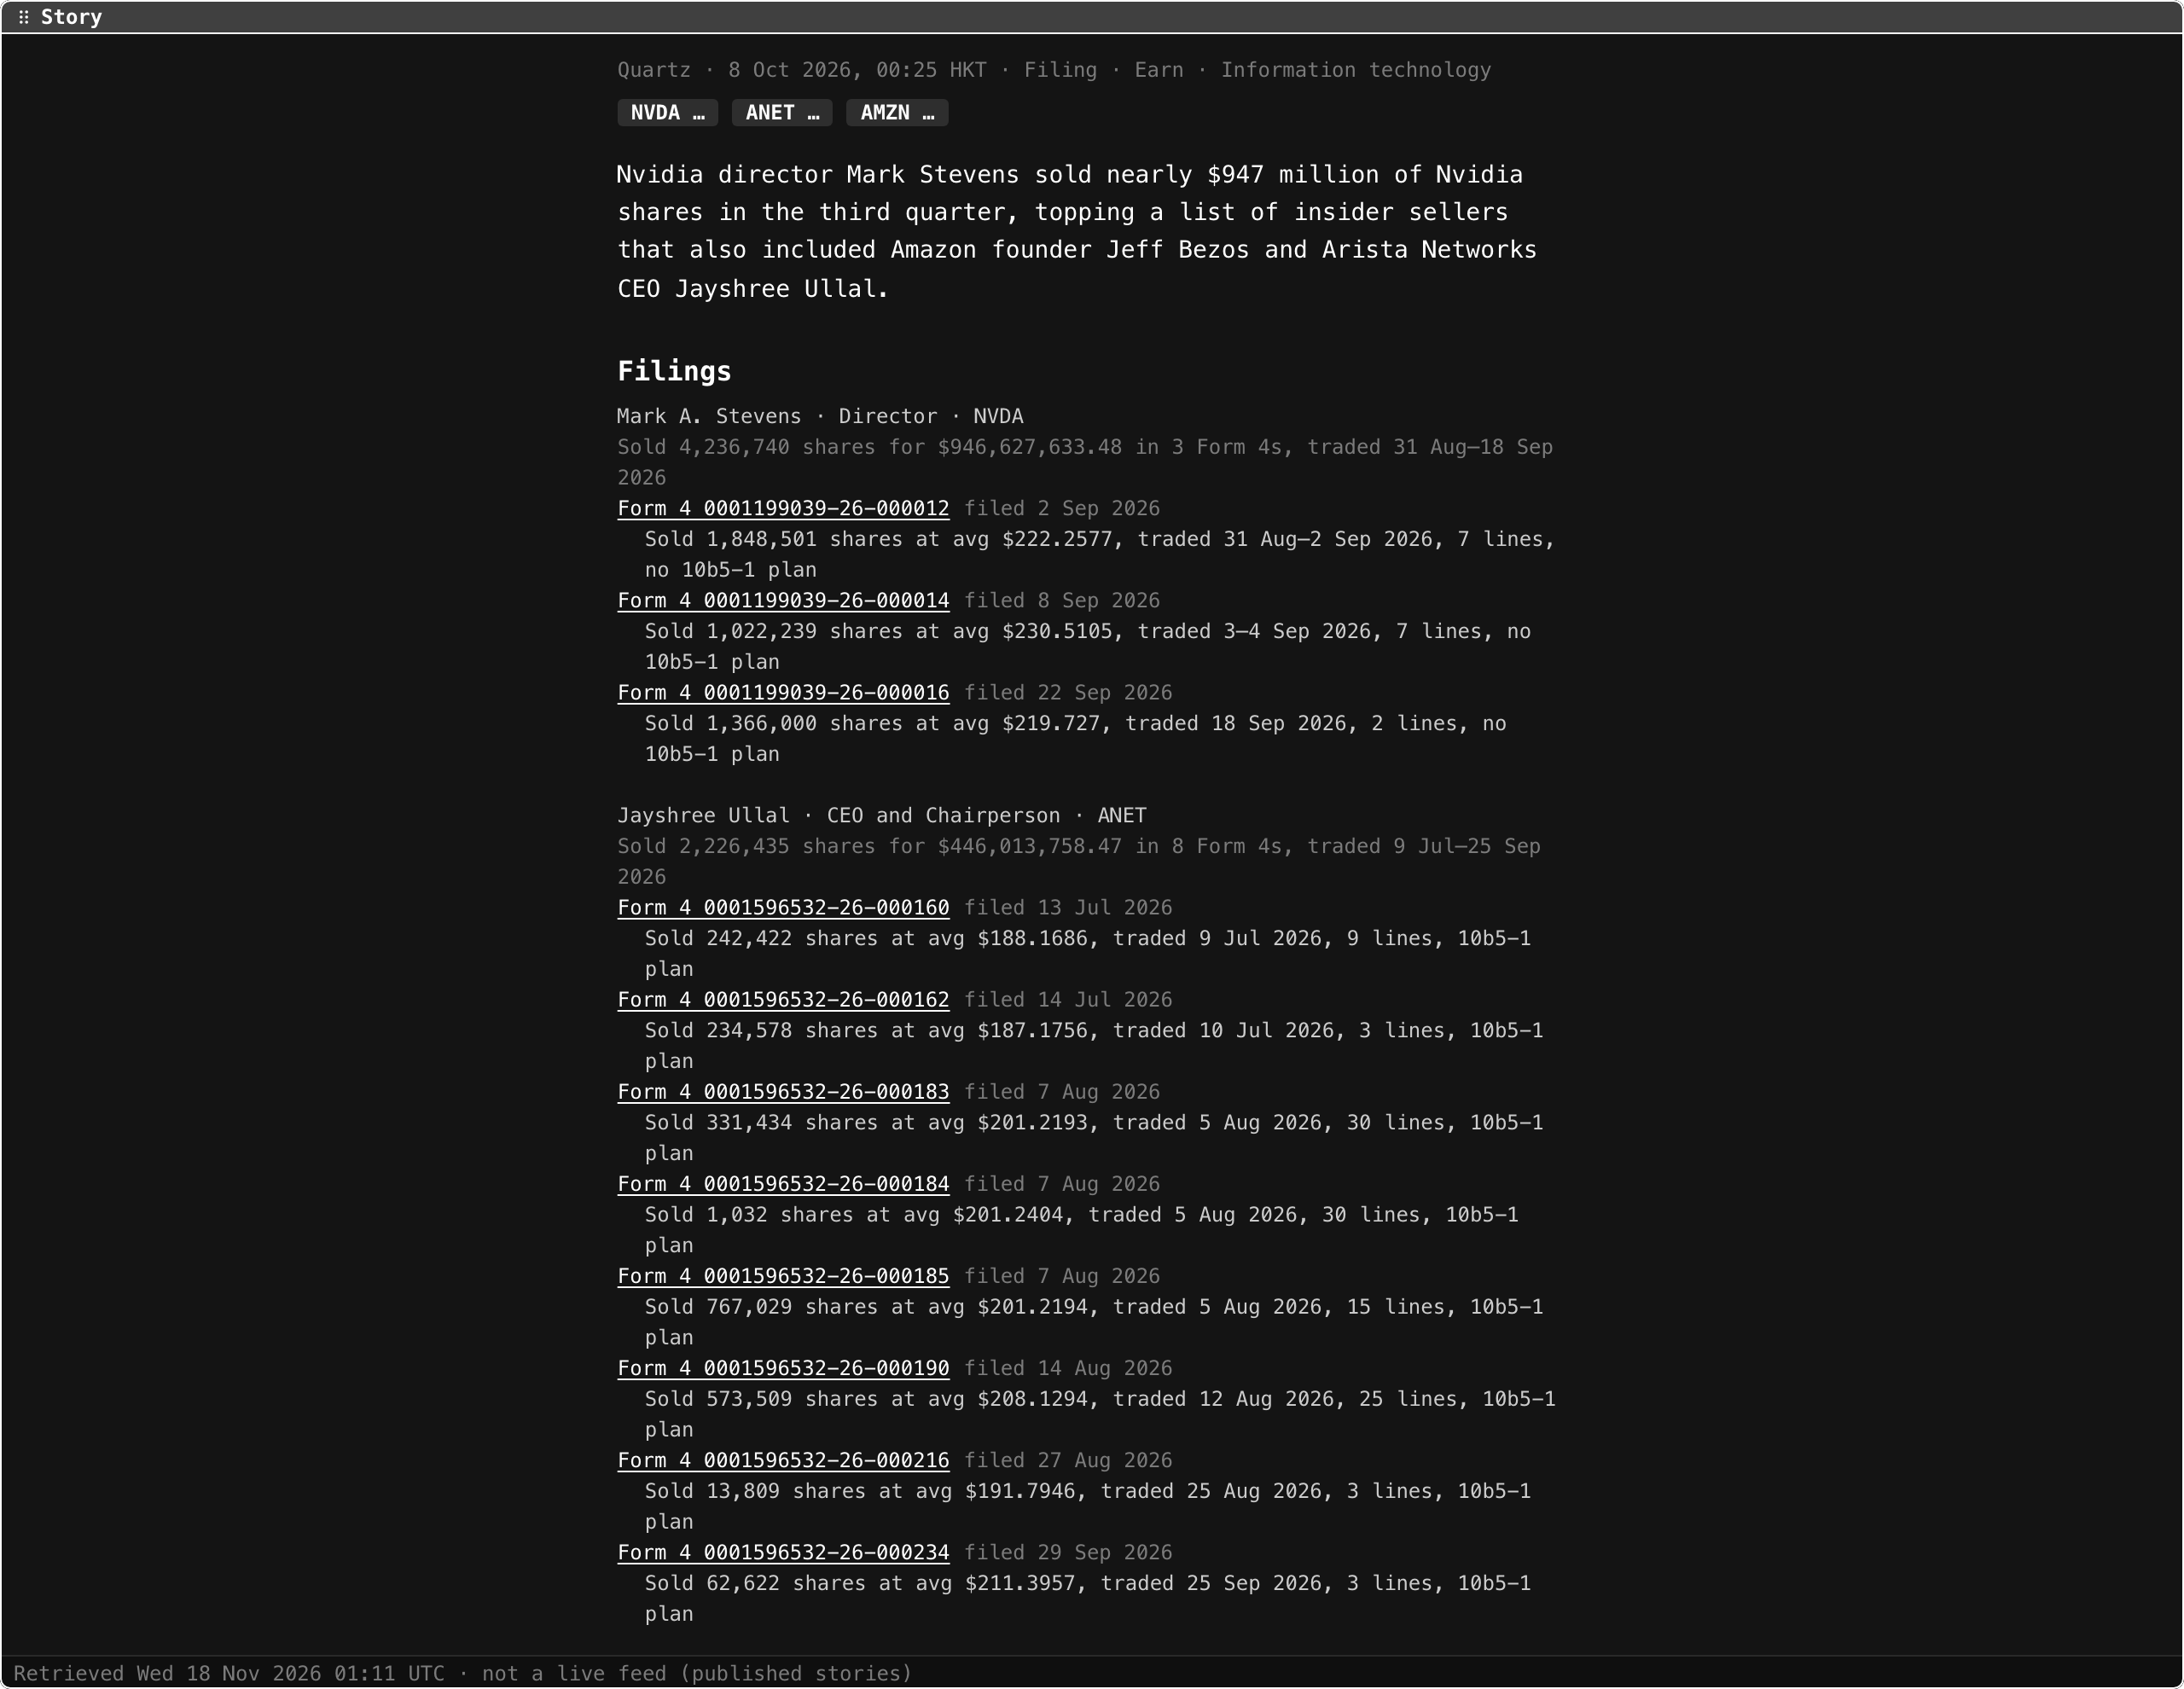 Story
Quartz · 8 Oct 2026, 00:25 HKT · Filing · Earn · Information technology
NVDA … ANET … AMZN …
Nvidia director Mark Stevens sold nearly $947 million of Nvidia
shares in the third quarter, topping a list of insider sellers
that also included Amazon founder Jeff Bezos and Arista Networks
CEO Jayshree Ullal.
Filings
Mark A. Stevens · Director · NVDA
Sold 4,236,740 shares for $946,627,633.48 in 3 Form 4s, traded 31 Aug–18 Sep
2026
Form 4 0001199039-26-000012 filed 2 Sep 2026
Sold 1,848,501 shares at avg $222.2577, traded 31 Aug–2 Sep 2026, 7 lines,
no 10b5-1 plan
Form 4 0001199039-26-000014 filed 8 Sep 2026
Sold 1,022,239 shares at avg $230.5105, traded 3–4 Sep 2026, 7 lines, no
10b5-1 plan
Form 4 0001199039-26-000016 filed 22 Sep 2026
Sold 1,366,000 shares at avg $219.727, traded 18 Sep 2026, 2 lines, no
10b5-1 plan
Jayshree Ullal · CEO and Chairperson · ANET
Sold 2,226,435 shares for $446,013,758.47 in 8 Form 4s, traded 9 Jul–25 Sep
2026
Form 4 0001596532-26-000160 filed 13 Jul 2026
Sold 242,422 shares at avg $188.1686, traded 9 Jul 2026, 9 lines, 10b5-1
plan
Form 4 0001596532-26-000162 filed 14 Jul 2026
Sold 234,578 shares at avg $187.1756, traded 10 Jul 2026, 3 lines, 10b5-1
plan
Form 4 0001596532-26-000183 filed 7 Aug 2026
Sold 331,434 shares at avg $201.2193, traded 5 Aug 2026, 30 lines, 10b5-1
plan
Form 4 0001596532-26-000184 filed 7 Aug 2026
Sold 1,032 shares at avg $201.2404, traded 5 Aug 2026, 30 lines, 10b5-1
plan
Form 4 0001596532-26-000185 filed 7 Aug 2026
Sold 767,029 shares at avg $201.2194, traded 5 Aug 2026, 15 lines, 10b5-1
plan
Form 4 0001596532-26-000190 filed 14 Aug 2026
Sold 573,509 shares at avg $208.1294, traded 12 Aug 2026, 25 lines, 10b5-1
plan
Form 4 0001596532-26-000216 filed 27 Aug 2026
Sold 13,809 shares at avg $191.7946, traded 25 Aug 2026, 3 lines, 10b5-1
plan
Form 4 0001596532-26-000234 filed 29 Sep 2026
Sold 62,622 shares at avg $211.3957, traded 25 Sep 2026, 3 lines, 10b5-1
plan
Retrieved Wed 18 Nov 2026 01:11 UTC · not a live feed (published stories)